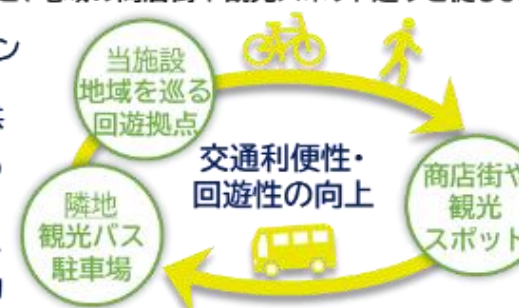 当施設
地域を巡る
回遊拠点
交通利便性・
回遊性の向上
商店街や
観光
スポット
隣地
観光バス
駐車場
ン